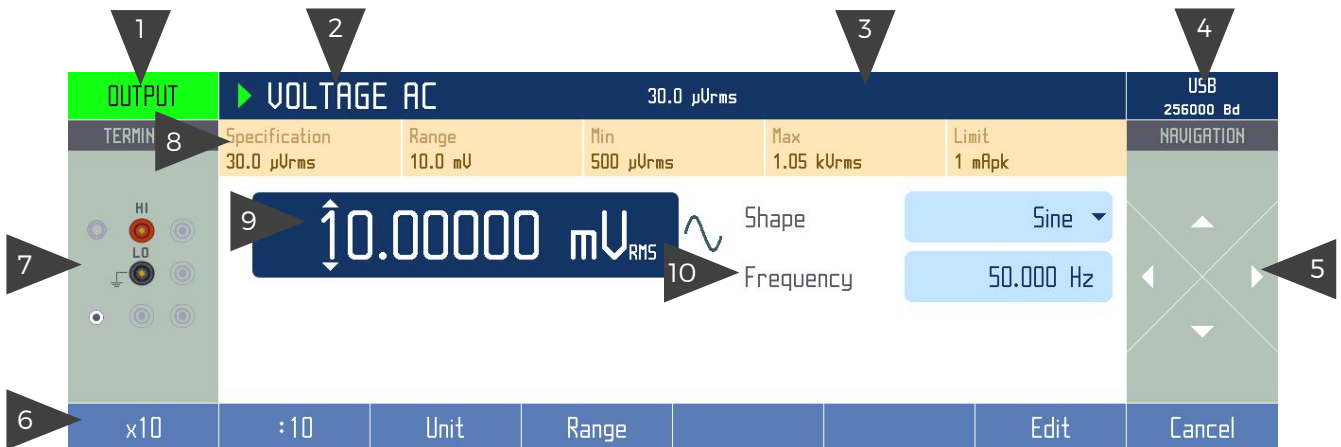 1 2 3 4
OUTPUT VOLTAGE AC 30.0 µVrms USB
256000 Bd
TERMIN 8 Specification Range Min Max Limit NAVIGATION
30.0 µVrms 10.0 mV 500 µVrms 1.05 kVrms 1 mApk
HI 9 10.00000 mVRMS Shape Sine
LO
7 10 Frequency 50.000 Hz 5
6 x10 :10 Unit Range Edit Cancel